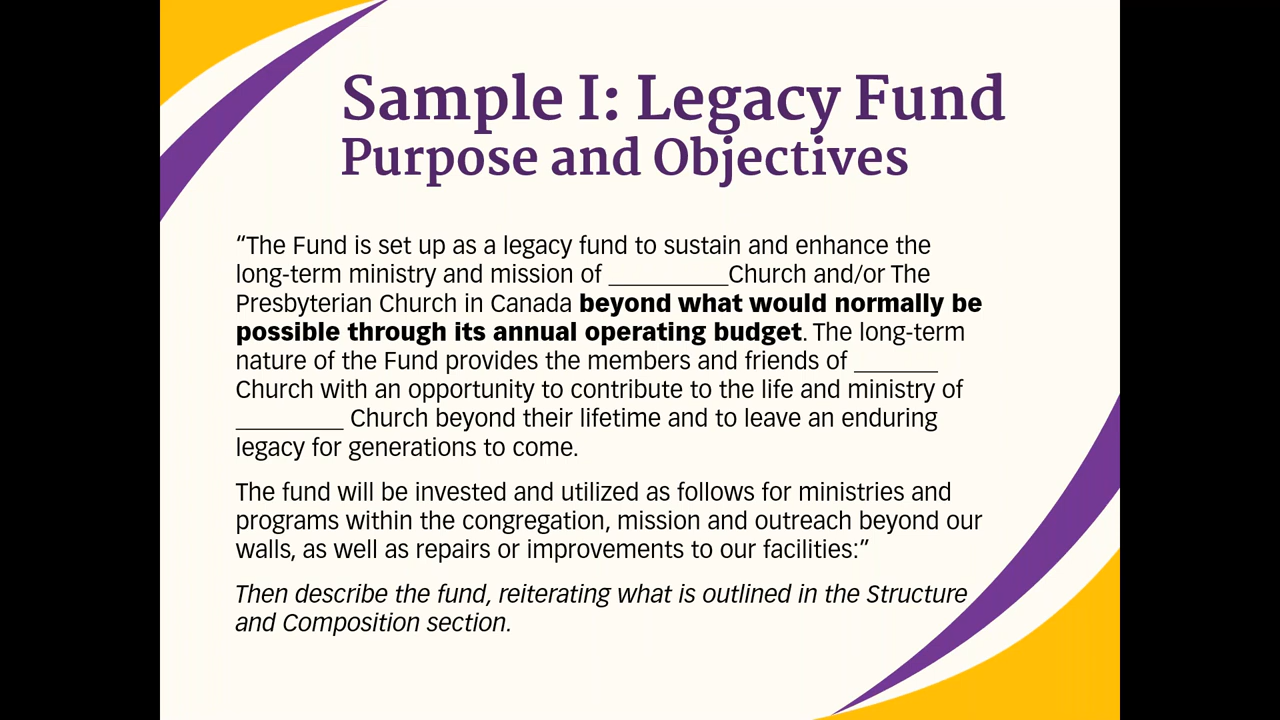 Sample I: Legacy Fund
Purpose and Objectives
“The Fund is set up as a legacy fund to sustain and enhance the
long-term ministry and mission of __________Church and/or The
Presbyterian Church in Canada beyond what would normally be
possible through its annual operating budget. The long-term
nature of the Fund provides the members and friends of _______
Church with an opportunity to contribute to the life and ministry of
_________ Church beyond their lifetime and to leave an enduring
legacy for generations to come.
The fund will be invested and utilized as follows for ministries and
programs within the congregation, mission and outreach beyond our
walls, as well as repairs or improvements to our facilities:”
Then describe the fund, reiterating what is outlined in the Structure
and Composition section.